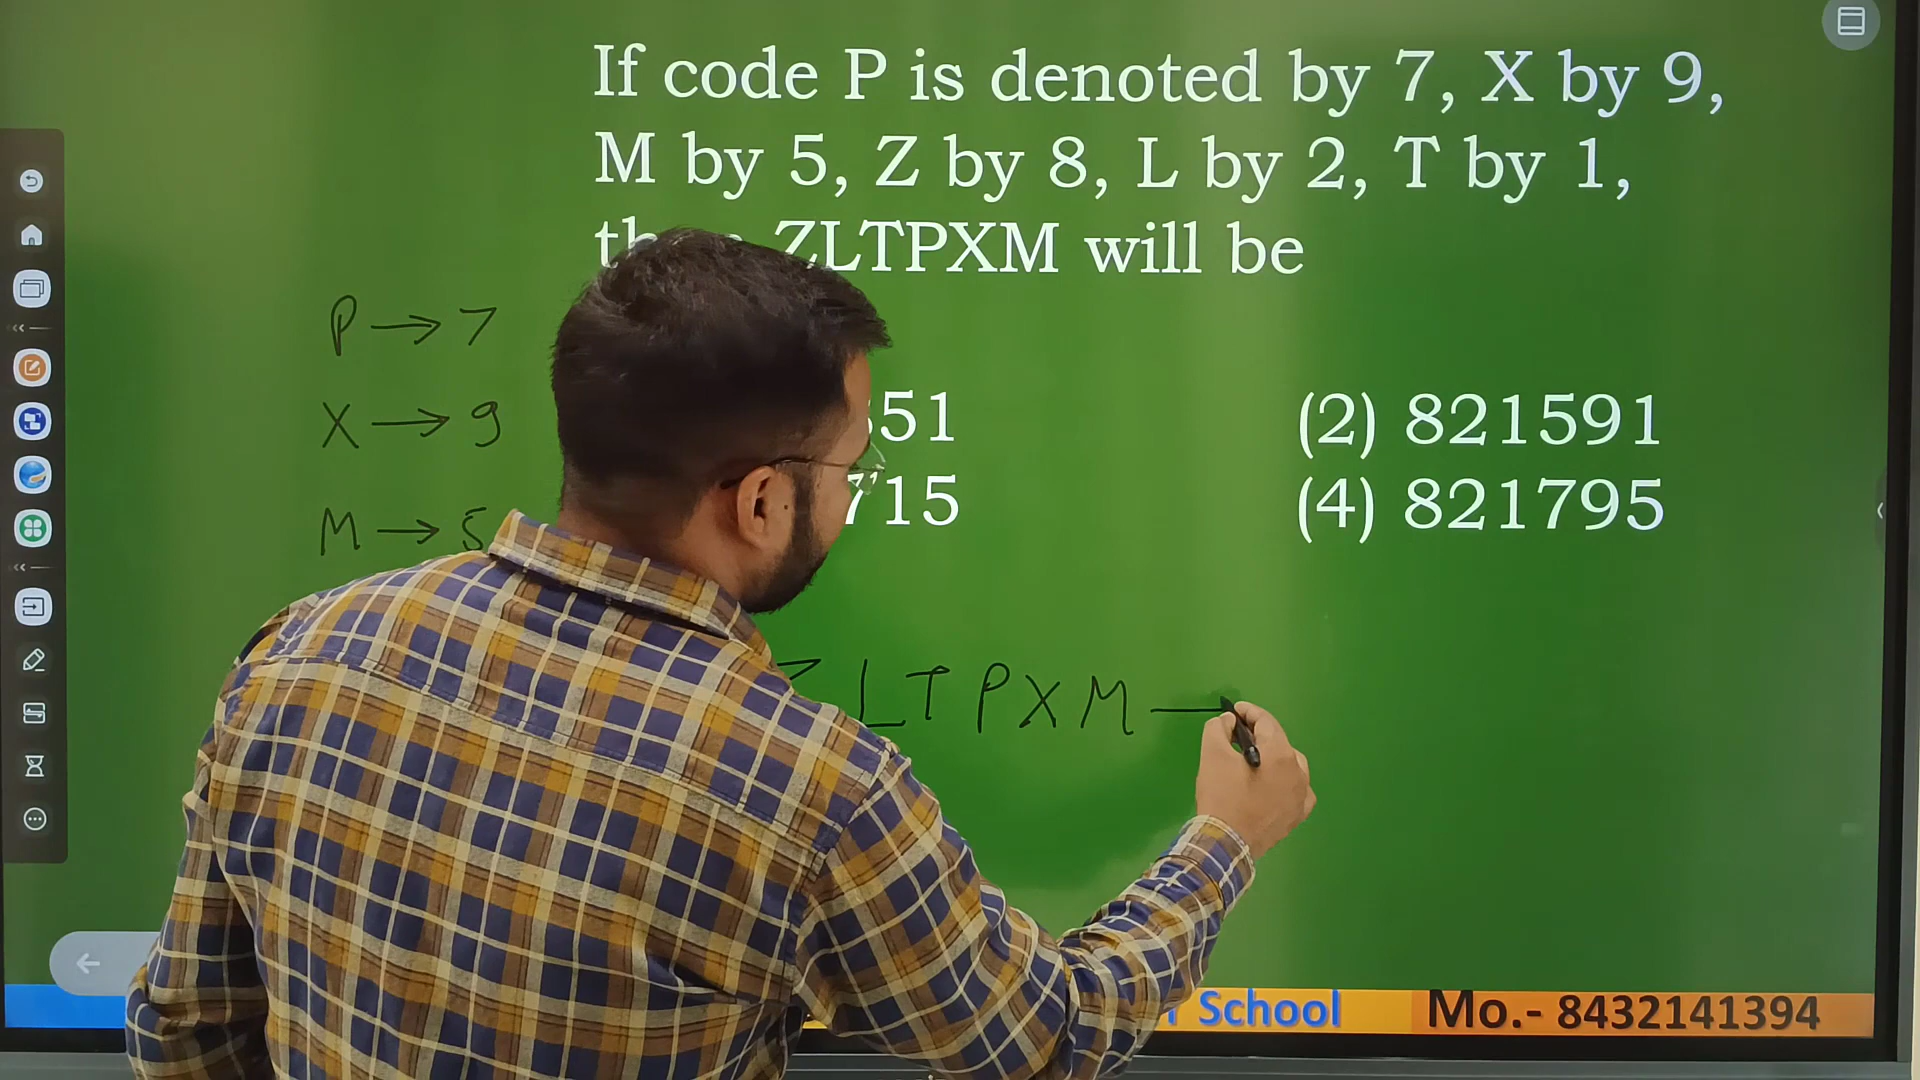 If code P is denoted by 7, X by 9,
M by 5, Z by 8, L by 2, T by 1,
ZLTPXM will be
51 (2) 821591
715 (4) 821795
P → 7
X → 9
M → 5
Z L T P X M →
School Mo.- 8432141394